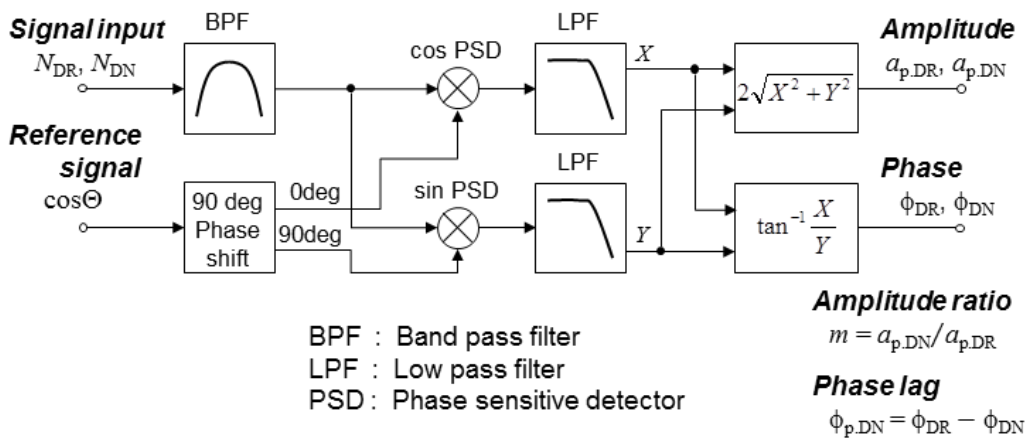 Signal input
N_DR, N_DN
BPF
cos PSD
LPF
X
2√(X² + Y²)
Amplitude
a_p.DR, a_p.DN
Reference
signal
cosΘ
90 deg
Phase
shift
0deg
90deg
sin PSD
LPF
Y
tan⁻¹ X/Y
Phase
ϕ_DR, ϕ_DN
Amplitude ratio
m = a_p.DN/a_p.DR
Phase lag
ϕ_p.DN = ϕ_DR − ϕ_DN
BPF : Band pass filter
LPF : Low pass filter
PSD : Phase sensitive detector